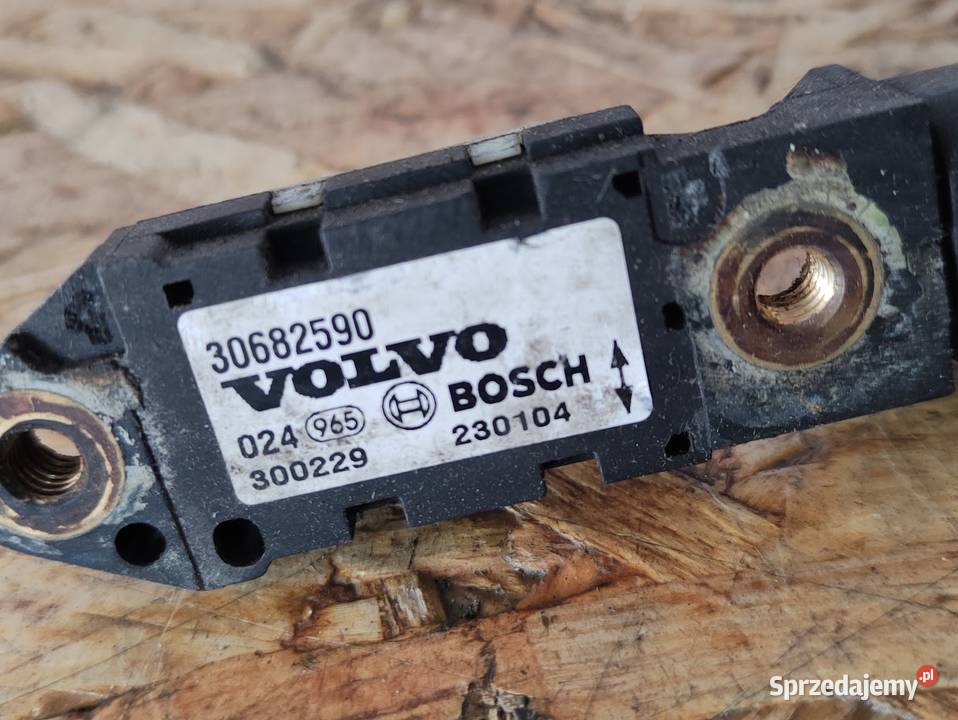 30682590
VOLVO
024 965 BOSCH
300229 230104
Sprzedajemy.pl